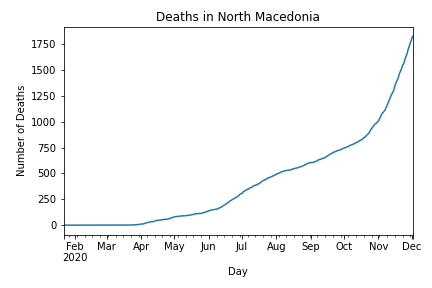 Deaths in North Macedonia
Number of Deaths
1750
1500
1250
1000
750
500
250
0
Feb Mar Apr May Jun Jul Aug Sep Oct Nov Dec
2020
Day